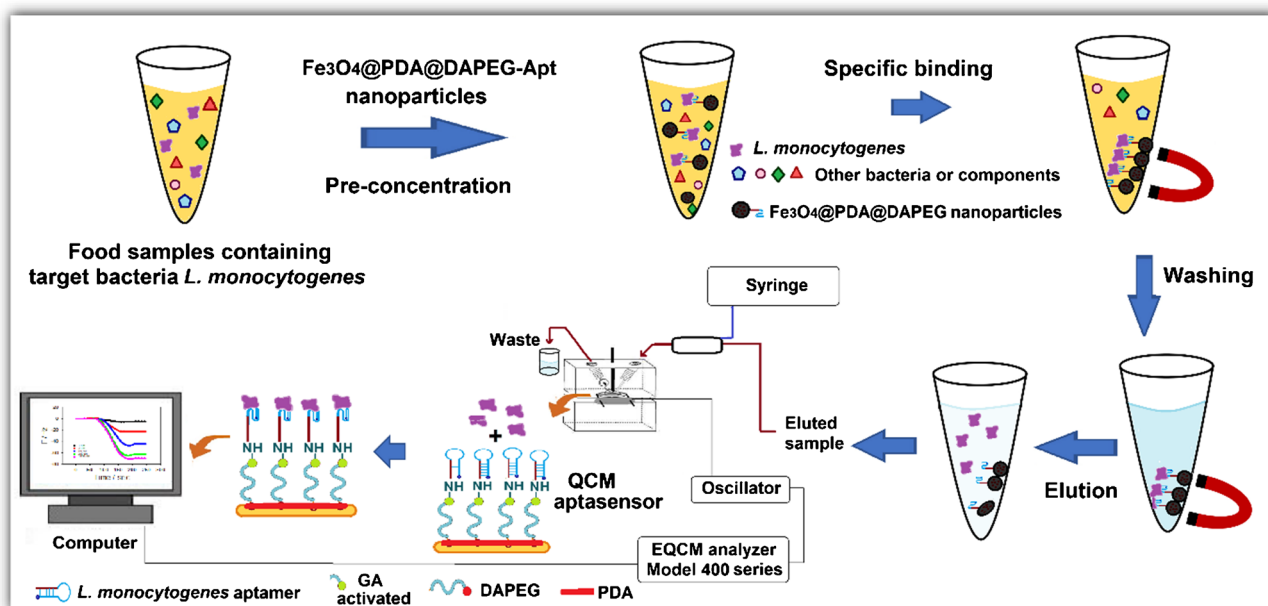 Fe3O4@PDA@DAPEG-Apt
nanoparticles
Pre-concentration
Specific binding
L. monocytogenes
Other bacteria or components
Fe3O4@PDA@DAPEG nanoparticles
Food samples containing
target bacteria L. monocytogenes
Washing
Syringe
Waste
Eluted
sample
Elution
NH NH NH NH
+
NH NH NH NH
QCM
aptasensor
Oscillator
Computer
EQCM analyzer
Model 400 series
L. monocytogenes aptamer
GA
activated
DAPEG
PDA